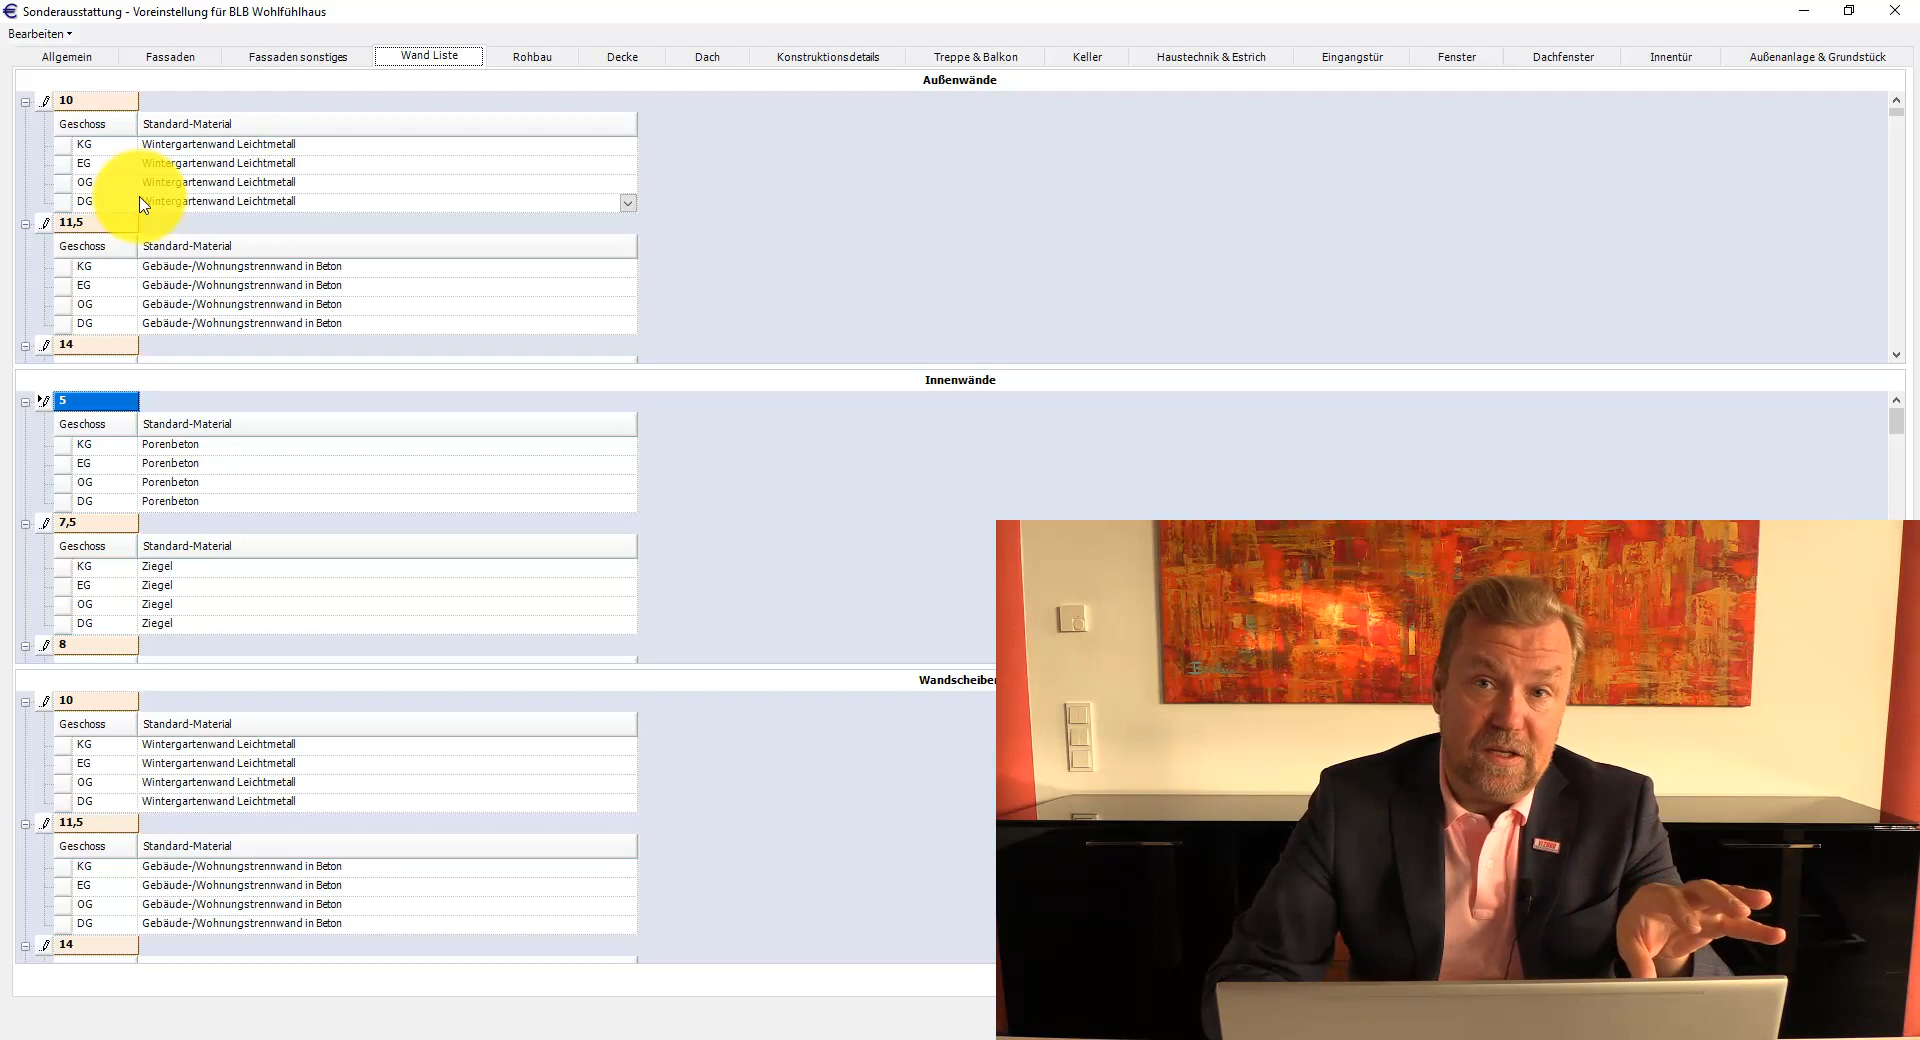 Sonderausstattung - Voreinstellung für BLB Wohlfühlhaus
Bearbeiten
Allgemein Fassaden Fassaden sonstiges Wand Liste Rohbau Decke Dach Konstruktionsdetails Treppe & Balkon Keller Haustechnik & Estrich Eingangstür Fenster Dachfenster Innentür Außenanlage & Grundstück
Außenwände
10
Geschoss Standard-Material
KG Wintergartenwand Leichtmetall
EG Wintergartenwand Leichtmetall
OG Wintergartenwand Leichtmetall
DG Wintergartenwand Leichtmetall
11,5
Geschoss Standard-Material
KG Gebäude-/Wohnungstrennwand in Beton
EG Gebäude-/Wohnungstrennwand in Beton
OG Gebäude-/Wohnungstrennwand in Beton
DG Gebäude-/Wohnungstrennwand in Beton
14
Innenwände
5
Geschoss Standard-Material
KG Porenbeton
EG Porenbeton
OG Porenbeton
DG Porenbeton
7,5
Geschoss Standard-Material
KG Ziegel
EG Ziegel
OG Ziegel
DG Ziegel
8
Wandscheiben
10
Geschoss Standard-Material
KG Wintergartenwand Leichtmetall
EG Wintergartenwand Leichtmetall
OG Wintergartenwand Leichtmetall
DG Wintergartenwand Leichtmetall
11,5
Geschoss Standard-Material
KG Gebäude-/Wohnungstrennwand in Beton
EG Gebäude-/Wohnungstrennwand in Beton
OG Gebäude-/Wohnungstrennwand in Beton
DG Gebäude-/Wohnungstrennwand in Beton
14